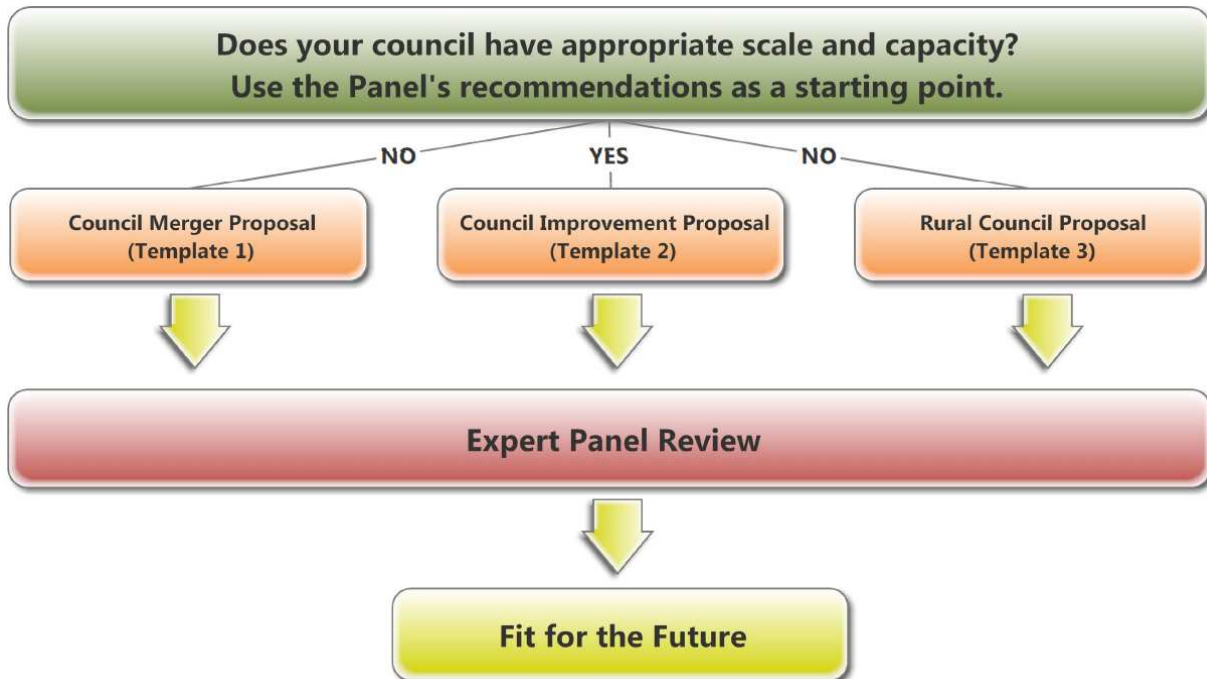 Does your council have appropriate scale and capacity?
Use the Panel's recommendations as a starting point.
NO
YES
NO
Council Merger Proposal
(Template 1)
Council Improvement Proposal
(Template 2)
Rural Council Proposal
(Template 3)
Expert Panel Review
Fit for the Future